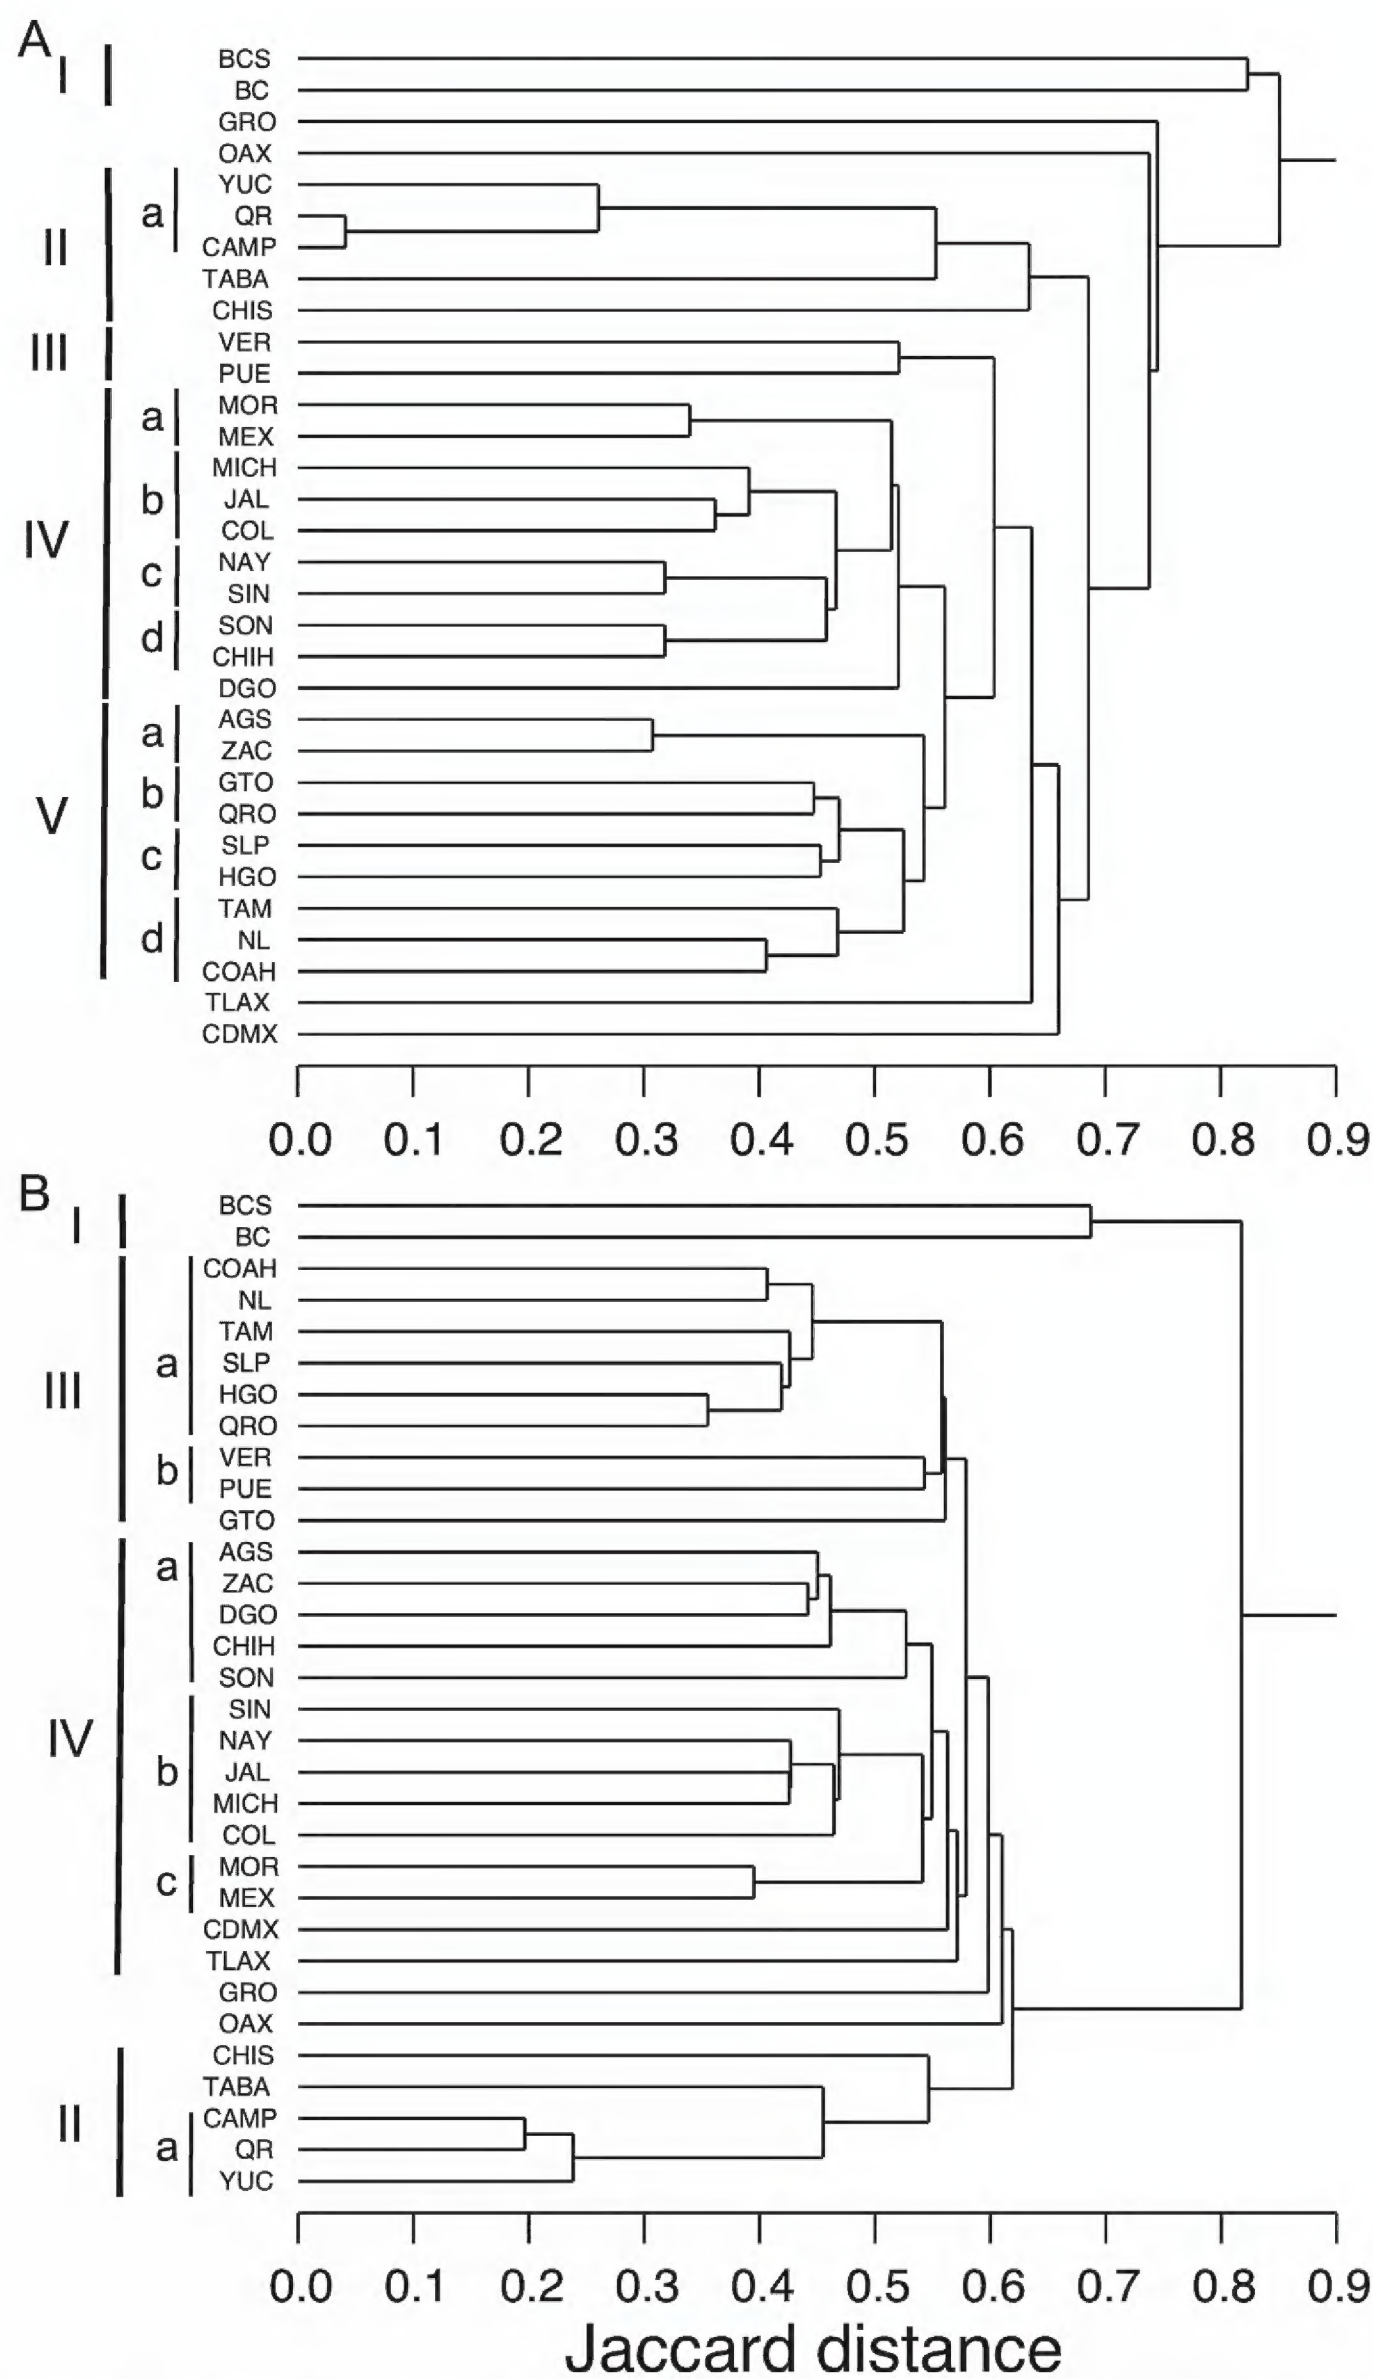 A
I
BCS
BC
GRO
OAX
II
a
YUC
QR
CAMP
TABA
CHIS
III
VER
PUE
IV
a
MOR
MEX
b
MICH
JAL
COL
c
NAY
SIN
d
SON
CHIH
DGO
V
a
AGS
ZAC
b
GTO
QRO
c
SLP
HGO
d
TAM
NL
COAH
TLAX
CDMX
0.0 0.1 0.2 0.3 0.4 0.5 0.6 0.7 0.8 0.9
B
I
BCS
BC
III
a
COAH
NL
TAM
SLP
HGO
QRO
b
VER
PUE
GTO
IV
a
AGS
ZAC
DGO
CHIH
SON
b
SIN
NAY
JAL
MICH
COL
c
MOR
MEX
CDMX
TLAX
GRO
OAX
II
CHIS
TABA
a
CAMP
QR
YUC
0.0 0.1 0.2 0.3 0.4 0.5 0.6 0.7 0.8 0.9
Jaccard distance